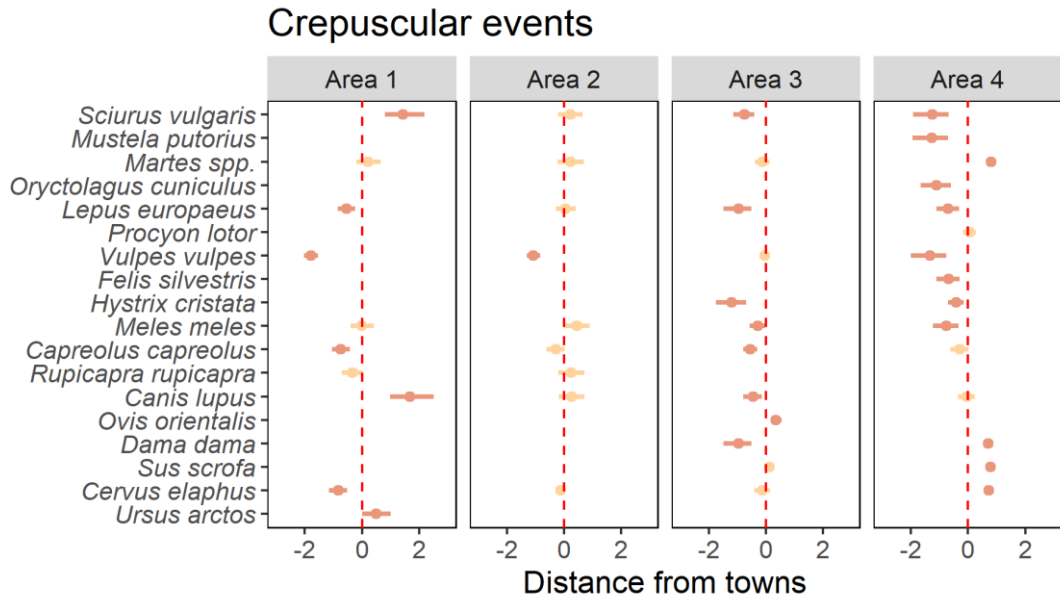 Crepuscular events
Area 1 Area 2 Area 3 Area 4
Sciurus vulgaris
Mustela putorius
Martes spp.
Oryctolagus cuniculus
Lepus europaeus
Procyon lotor
Vulpes vulpes
Felis silvestris
Hystrix cristata
Meles meles
Capreolus capreolus
Rupicapra rupicapra
Canis lupus
Ovis orientalis
Dama dama
Sus scrofa
Cervus elaphus
Ursus arctos
-2 0 2 -2 0 2 -2 0 2 -2 0 2
Distance from towns